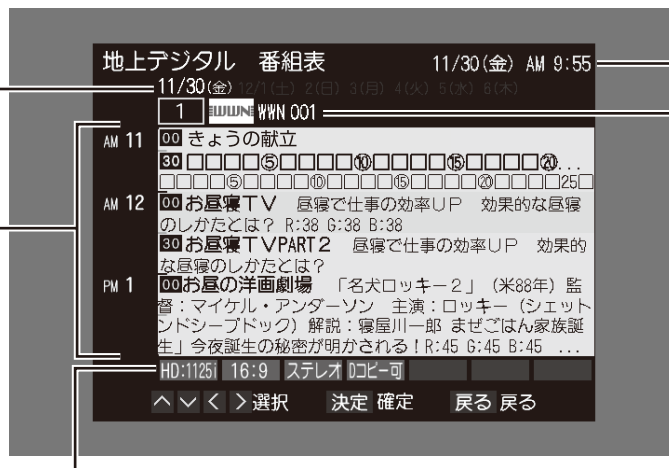 地上デジタル 番組表 11/30(金) AM 9:55
11/30(金) 12/1(土) 2(日) 3(月) 4(火) 5(水) 6(木)
1 WWN WWN 001
AM 11 00 きょうの献立
30 □□□□⑤□□□□⑩□□□□⑮□□□□⑳...
□□□□⑤□□□□⑩□□□□⑮□□□□⑳□□□□25□
AM 12 00 お昼寝TV 昼寝で仕事の効率UP 効果的な昼寝
のしかたとは? R:38 G:38 B:38
30 お昼寝TVPART2 昼寝で仕事の効率UP 効果的
な昼寝のしかたとは?
PM 1 00お昼の洋画劇場 「名犬ロッキー2」(米88年) 監
督:マイケル・アンダーソン 主演:ロッキー(シェット
ンドシープドック) 解説:寝屋川一郎 まぜごはん家族誕
生」今夜誕生の秘密が明かされる!R:45 G:45 B:45 ...
HD:1125i 16:9 ステレオ Dコピー可
へ∨<>選択 決定 確定 戻る 戻る